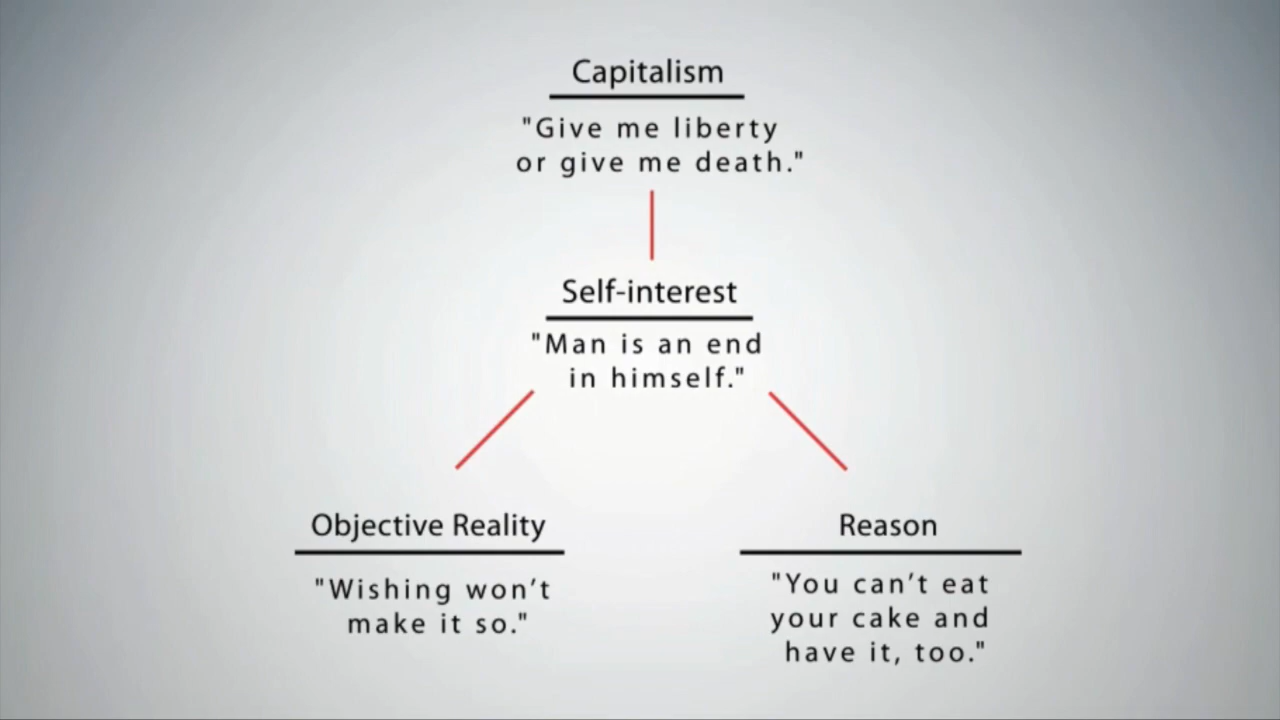 Capitalism
"Give me liberty
or give me death."
Self-interest
"Man is an end
in himself."
Objective Reality
"Wishing won’t
make it so."
Reason
"You can’t eat
your cake and
have it, too."